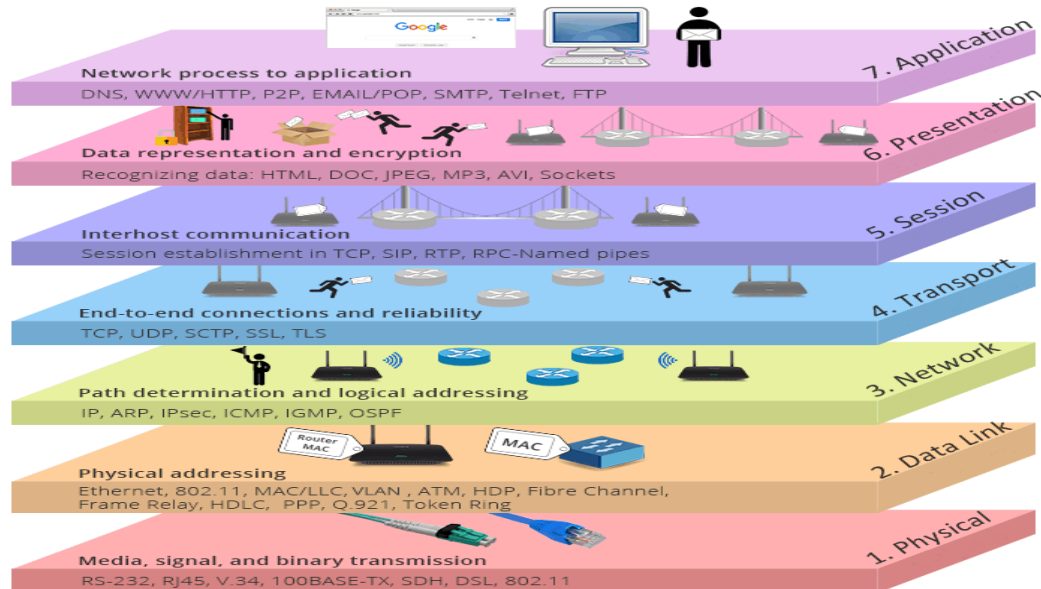 Google
7. Application
Network process to application
DNS, WWW/HTTP, P2P, EMAIL/POP, SMTP, Telnet, FTP
6. Presentation
Data representation and encryption
Recognizing data: HTML, DOC, JPEG, MP3, AVI, Sockets
5. Session
Interhost communication
Session establishment in TCP, SIP, RTP, RPC-Named pipes
4. Transport
End-to-end connections and reliability
TCP, UDP, SCTP, SSL, TLS
3. Network
Path determination and logical addressing
IP, ARP, IPsec, ICMP, IGMP, OSPF
2. Data Link
Router
MAC
MAC
Physical addressing
Ethernet, 802.11, MAC/LLC, VLAN , ATM, HDP, Fibre Channel,
Frame Relay, HDLC, PPP, Q.921, Token Ring
1. Physical
Media, signal, and binary transmission
RS-232, RJ45, V.34, 100BASE-TX, SDH, DSL, 802.11